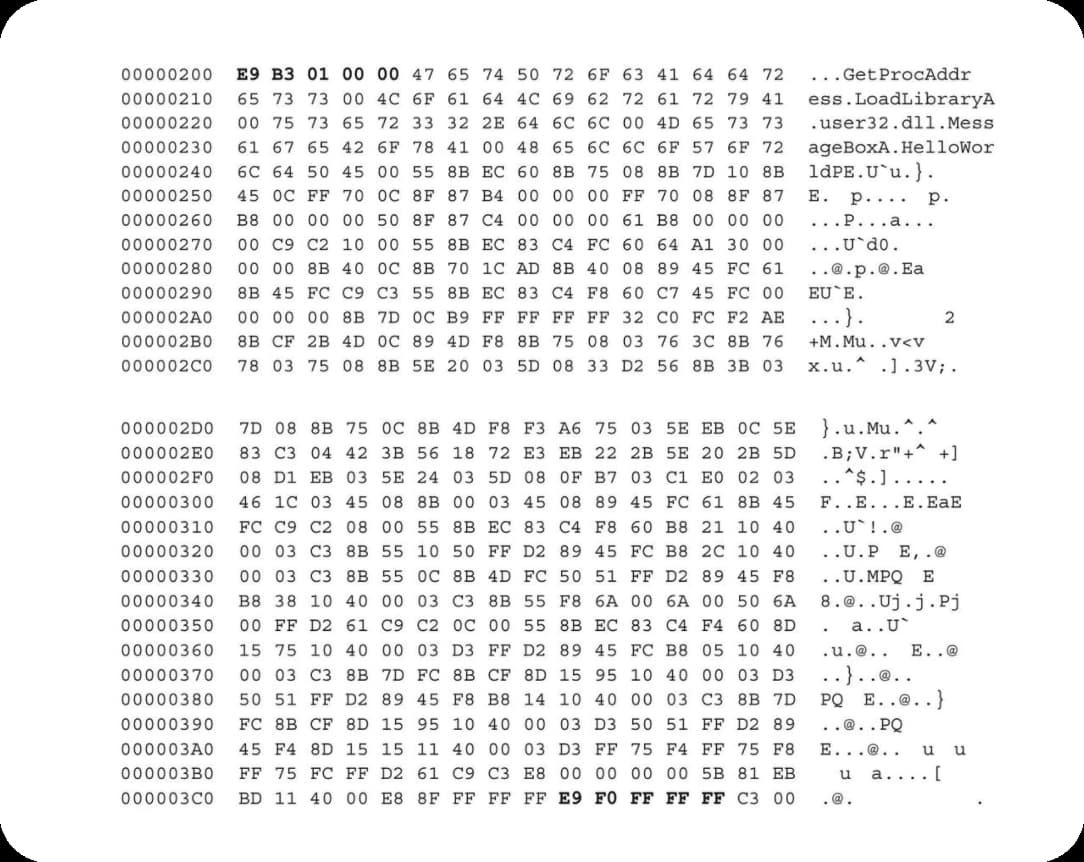 00000200 E9 B3 01 00 00 47 65 74 50 72 6F 63 41 64 64 72 ...GetProcAddr
00000210 65 73 73 00 4C 6F 61 64 4C 69 62 72 61 72 79 41 ess.LoadLibraryA
00000220 00 75 73 65 72 33 32 2E 64 6C 6C 00 4D 65 73 73 .user32.dll.Mess
00000230 61 67 65 42 6F 78 41 00 48 65 6C 6C 6F 57 6F 72 ageBoxA.HelloWor
00000240 6C 64 50 45 00 55 8B EC 60 8B 75 08 8B 7D 10 8B ldPE.U`u.}.
00000250 45 0C FF 70 0C 8F 87 B4 00 00 00 FF 70 08 8F 87 E. p.... p.
00000260 B8 00 00 00 50 8F 87 C4 00 00 00 61 B8 00 00 00 ...P...a...
00000270 00 C9 C2 10 00 55 8B EC 83 C4 FC 60 64 A1 30 00 ...U`d0.
00000280 00 00 8B 40 0C 8B 70 1C AD 8B 40 08 89 45 FC 61 ..@.p.@.Ea
00000290 8B 45 FC C9 C3 55 8B EC 83 C4 F8 60 C7 45 FC 00 EU`E.
000002A0 00 00 00 8B 7D 0C B9 FF FF FF FF 32 C0 FC F2 AE ...}. 2
000002B0 8B CF 2B 4D 0C 89 4D F8 8B 75 08 03 76 3C 8B 76 +M.Mu..v<v
000002C0 78 03 75 08 8B 5E 20 03 5D 08 33 D2 56 8B 3B 03 x.u.^ .].3V;.
000002D0 7D 08 8B 75 0C 8B 4D F8 F3 A6 75 03 5E EB 0C 5E }.u.Mu.^.^
000002E0 83 C3 04 42 3B 56 18 72 E3 EB 22 2B 5E 20 2B 5D .B;V.r"+^ +]
000002F0 08 D1 EB 03 5E 24 03 5D 08 0F B7 03 C1 E0 02 03 ..^$.].....
00000300 46 1C 03 45 08 8B 00 03 45 08 89 45 FC 61 8B 45 F..E...E.EaE
00000310 FC C9 C2 08 00 55 8B EC 83 C4 F8 60 B8 21 10 40 ..U`!.@
00000320 00 03 C3 8B 55 10 50 FF D2 89 45 FC B8 2C 10 40 ..U.P E,.@
00000330 00 03 C3 8B 55 0C 8B 4D FC 50 51 FF D2 89 45 F8 ..U.MPQ E
00000340 B8 38 10 40 00 03 C3 8B 55 F8 6A 00 6A 00 50 6A 8.@..Uj.j.Pj
00000350 00 FF D2 61 C9 C2 0C 00 55 8B EC 83 C4 F4 60 8D . a..U`
00000360 15 75 10 40 00 03 D3 FF D2 89 45 FC B8 05 10 40 .u.@.. E..@
00000370 00 03 C3 8B 7D FC 8B CF 8D 15 95 10 40 00 03 D3 ..}..@..
00000380 50 51 FF D2 89 45 F8 B8 14 10 40 00 03 C3 8B 7D PQ E..@..}
00000390 FC 8B CF 8D 15 95 10 40 00 03 D3 50 51 FF D2 89 ..@..PQ
000003A0 45 F4 8D 15 15 11 40 00 03 D3 FF 75 F4 FF 75 F8 E...@.. u u
000003B0 FF 75 FC FF D2 61 C9 C3 E8 00 00 00 00 5B 81 EB u a....[
000003C0 BD 11 40 00 E8 8F FF FF FF E9 F0 FF FF FF C3 00 .@. .